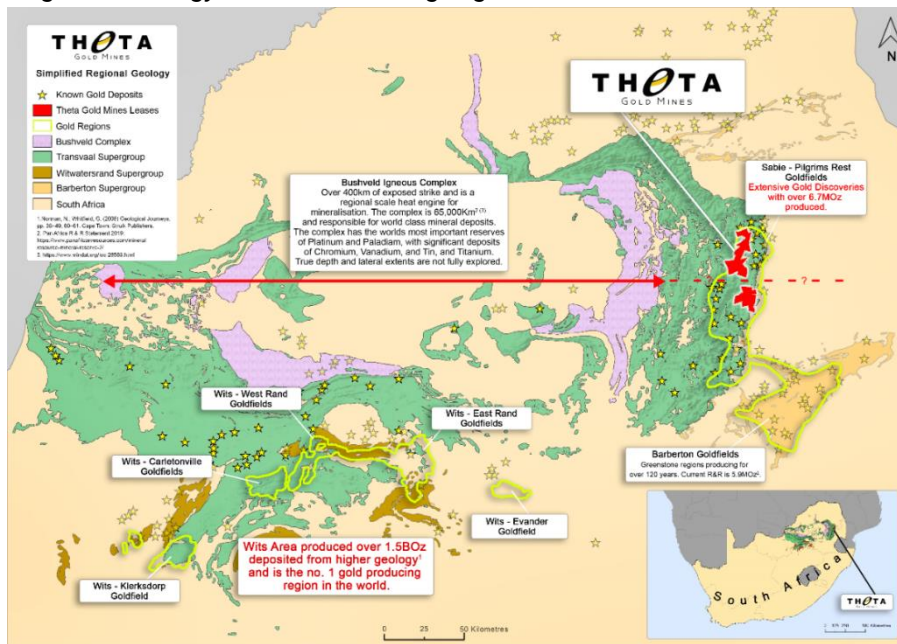 THETA
GOLD MINES
Simplified Regional Geology
Known Gold Deposits
Theta Gold Mines Leases
Gold Regions
Bushveld Complex
Transvaal Supergroup
Witwatersrand Supergroup
Barberton Supergroup
South Africa
THETA
GOLD MINES
N
Bushveld Igneous Complex
Over 400km of exposed strike and is a
regional scale heat engine for
mineralisation. The complex is 65,000Km²
and responsible for world class mineral deposits.
The complex has the worlds most important reserves
of Platinum and Paladium, with significant deposits
of Chromium, Vanadium, and Tin, and Titanium.
True depth and lateral extents are not fully explored.
Sabie - Pilgrims Rest
Goldfields
Extensive Gold Discoveries
with over 6.7MOz
produced.
?
Wits - West Rand
Goldfields
Wits - East Rand
Goldfields
Wits - Carletonville
Goldfields
Barberton Goldfields
Greenstone regions producing for
over 120 years. Current R&R is 5.9MOz².
Wits - Evander
Goldfield
Wits - Klerksdorp
Goldfield
Wits Area produced over 1.5BOz
deposited from higher geology¹
and is the no. 1 gold producing
region in the world.
0 25 50 Kilometres
South Africa
THETA